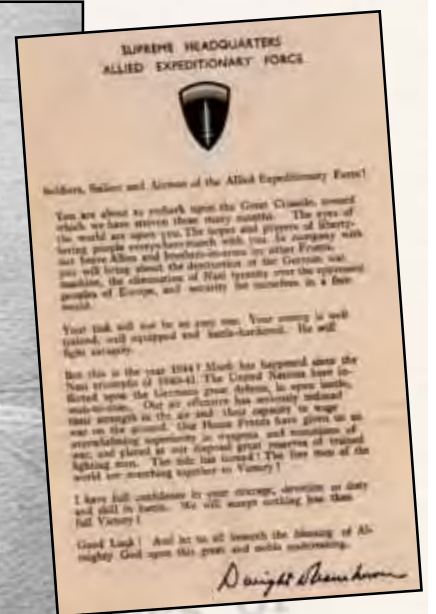 SUPREME HEADQUARTERS
ALLIED EXPEDITIONARY FORCE
Soldiers, Sailors and Airmen of the Allied Expeditionary Force!
You are about to embark upon the Great Crusade, toward
which we have striven these many months. The eyes of
the world are upon you. The hopes and prayers of liberty-
loving people everywhere march with you. In company with
our brave Allies and brothers-in-arms on other Fronts,
you will bring about the destruction of the German war
machine, the elimination of Nazi tyranny over the oppressed
peoples of Europe, and security for ourselves in a free
world.
Your task will not be an easy one. Your enemy is well
trained, well equipped and battle-hardened. He will
fight savagely.
But this is the year 1944! Much has happened since the
Nazi triumphs of 1940-41. The United Nations have in-
flicted upon the Germans great defeats, in open battle,
man-to-man. Our air offensive has seriously reduced
their strength in the air and their capacity to wage
war on the ground. Our Home Fronts have given us an
overwhelming superiority in weapons and munitions of
war, and placed at our disposal great reserves of trained
fighting men. The tide has turned! The free men of the
world are marching together to Victory!
I have full confidence in your courage, devotion to duty
and skill in battle. We will accept nothing less than
full Victory!
Good Luck! And let us all beseech the blessing of Al-
mighty God upon this great and noble undertaking.
Dwight Eisenhower